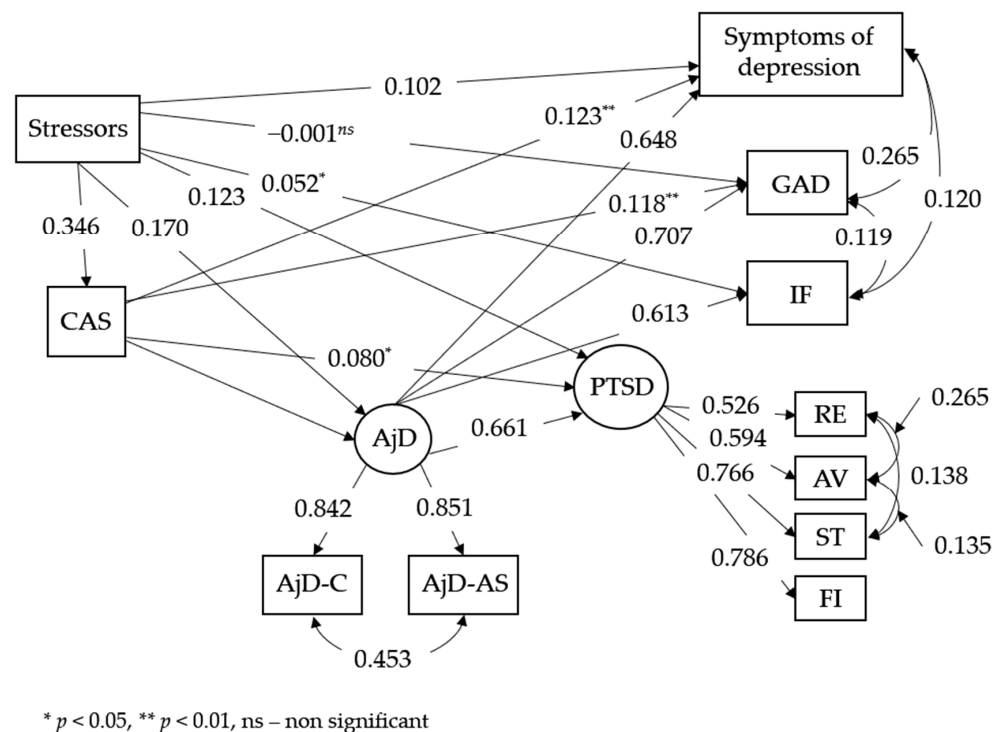 Symptoms of
depression
0.102
Stressors
0.123**
−0.001ns
0.648
0.265
GAD
0.052*
0.123
0.118**
0.120
0.346
0.170
0.707
0.119
IF
CAS
0.613
0.080*
PTSD
0.526
RE
0.265
0.661
AjD
0.594
0.766
AV
0.138
0.842
0.851
ST
0.135
0.786
AjD-C
AjD-AS
FI
0.453
* p < 0.05, ** p < 0.01, ns – non significant